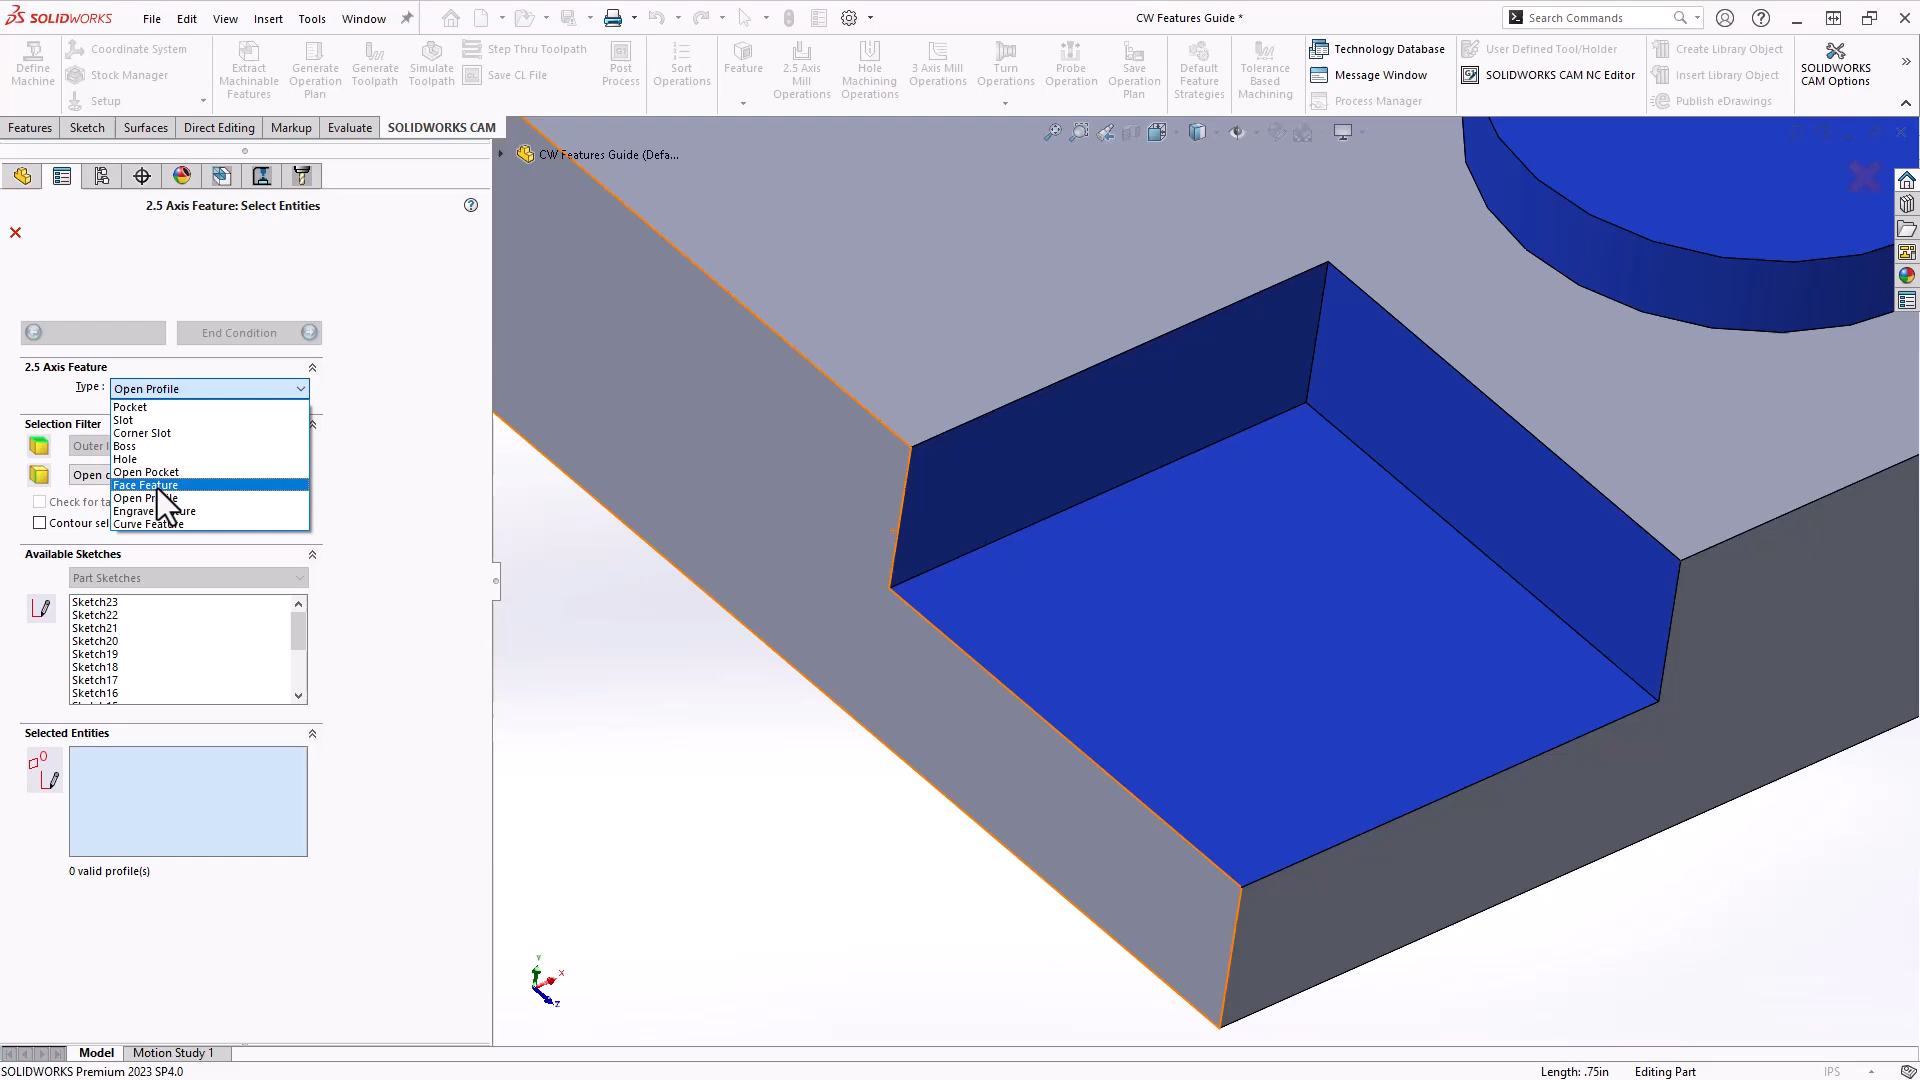 SOLIDWORKS
File Edit View Insert Tools Window
CW Features Guide *
Search Commands
Define Machine
Coordinate System
Stock Manager
Setup
Extract Machinable Features
Generate Operation Plan
Generate Toolpath
Simulate Toolpath
Step Thru Toolpath
Save CL File
Post Process
Sort Operations
Feature
2.5 Axis Mill Operations
Hole Machining Operations
3 Axis Mill Operations
Turn Operations
Probe Operations
Save Operation Plan
Default Feature Strategies
Tolerance Based Machining
Technology Database
Message Window
Process Manager
User Defined Tool/Holder
SOLIDWORKS CAM NC Editor
Create Library Object
Insert Library Object
Publish eDrawings
SOLIDWORKS CAM Options
Features Sketch Surfaces Direct Editing Markup Evaluate SOLIDWORKS CAM
CW Features Guide (Defa...
2.5 Axis Feature: Select Entities
End Condition
2.5 Axis Feature
Type : Open Profile
Pocket
Slot
Corner Slot
Boss
Hole
Open Pocket
Face Feature
Engrave
Curve Feature
Selection Filter
Outer
Open
Check for
Contour
Available Sketches
Part Sketches
Sketch23
Sketch22
Sketch21
Sketch20
Sketch19
Sketch18
Sketch17
Sketch16
Selected Entities
0 valid profile(s)
Y
X
Z
Model Motion Study 1
SOLIDWORKS Premium 2023 SP4.0
Length: .75in Editing Part IPS